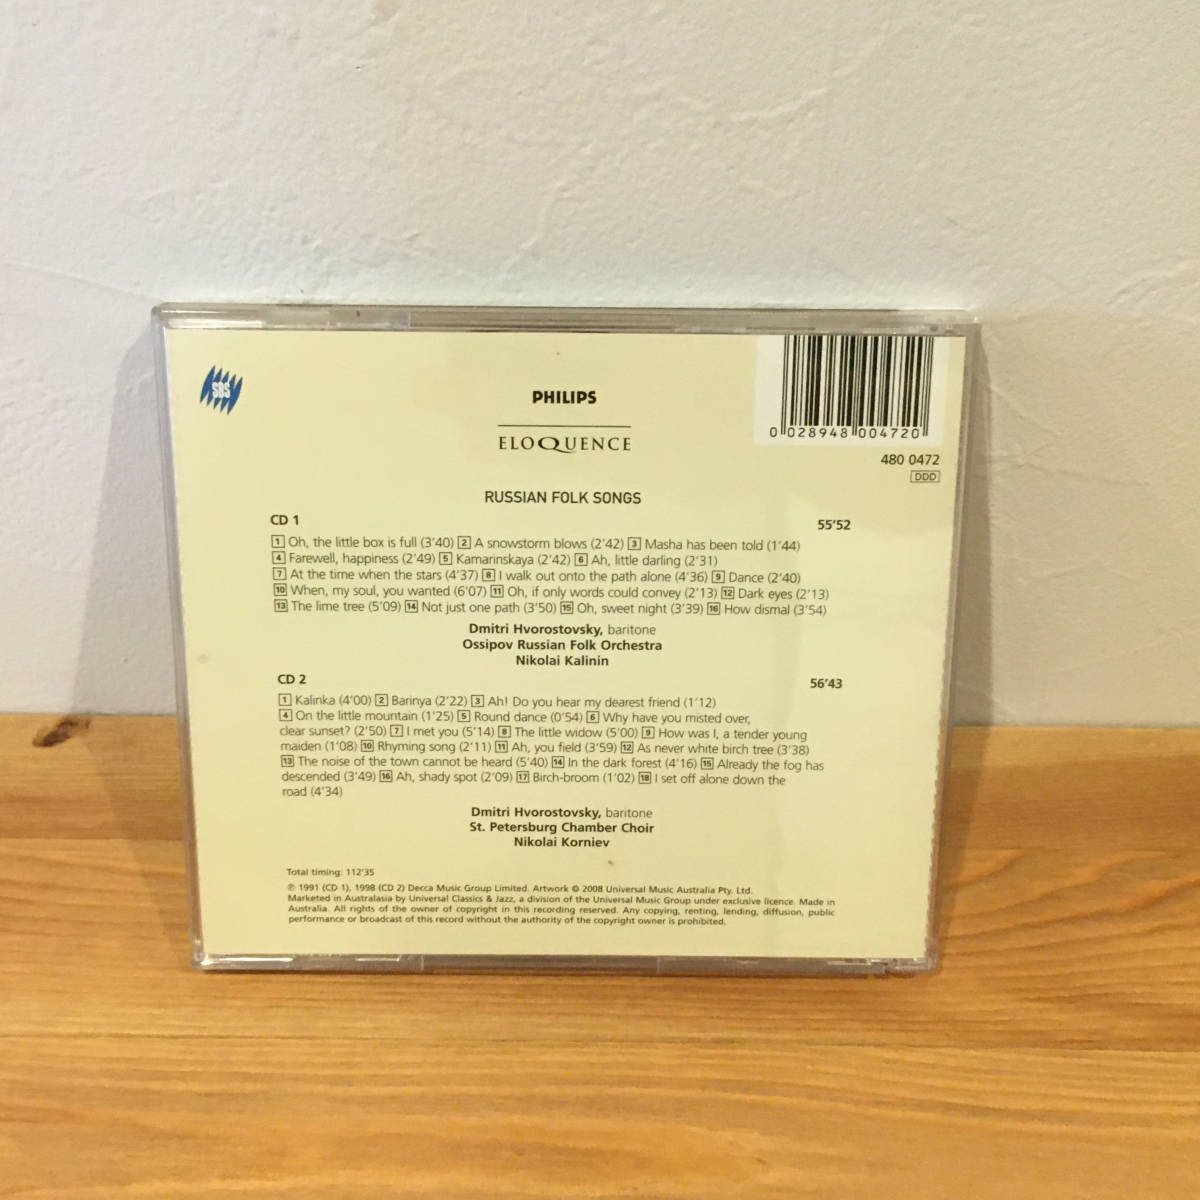 SBS
PHILIPS
ELOQUENCE
0 028948 004720
480 0472
DDD
RUSSIAN FOLK SONGS
CD 1 55'52
1 Oh, the little box is full (3'40) 2 A snowstorm blows (2'42) 3 Masha has been told (1'44)
4 Farewell, happiness (2'49) 5 Kamarinskaya (2'42) 6 Ah, little darling (2'31)
7 At the time when the stars (4'37) 8 I walk out onto the path alone (4'36) 9 Dance (2'40)
10 When, my soul, you wanted (6'07) 11 Oh, if only words could convey (2'13) 12 Dark eyes (2'13)
13 The lime tree (5'09) 14 Not just one path (3'50) 15 Oh, sweet night (3'39) 16 How dismal (3'54)
Dmitri Hvorostovsky, baritone
Ossipov Russian Folk Orchestra
Nikolai Kalinin
CD 2 56'43
1 Kalinka (4'00) 2 Barinya (2'22) 3 Ah! Do you hear my dearest friend (1'12)
4 On the little mountain (1'25) 5 Round dance (0'54) 6 Why have you misted over,
clear sunset? (2'50) 7 I met you (5'14) 8 The little widow (5'00) 9 How was I, a tender young
maiden (1'08) 10 Rhyming song (2'11) 11 Ah, you field (3'59) 12 As never white birch tree (3'38)
13 The noise of the town cannot be heard (5'40) 14 In the dark forest (4'16) 15 Already the fog has
descended (3'49) 16 Ah, shady spot (2'09) 17 Birch-broom (1'02) 18 I set off alone down the
road (4'34)
Dmitri Hvorostovsky, baritone
St. Petersburg Chamber Choir
Nikolai Korniev
Total timing: 112'35
℗ 1991 (CD 1), 1998 (CD 2) Decca Music Group Limited. Artwork © 2008 Universal Music Australia Pty. Ltd.
Marketed in Australasia by Universal Classics & Jazz, a division of the Universal Music Group under exclusive licence. Made in
Australia. All rights of the owner of copyright in this recording reserved. Any copying, renting, lending, diffusion, public
performance or broadcast of this record without the authority of the copyright owner is prohibited.